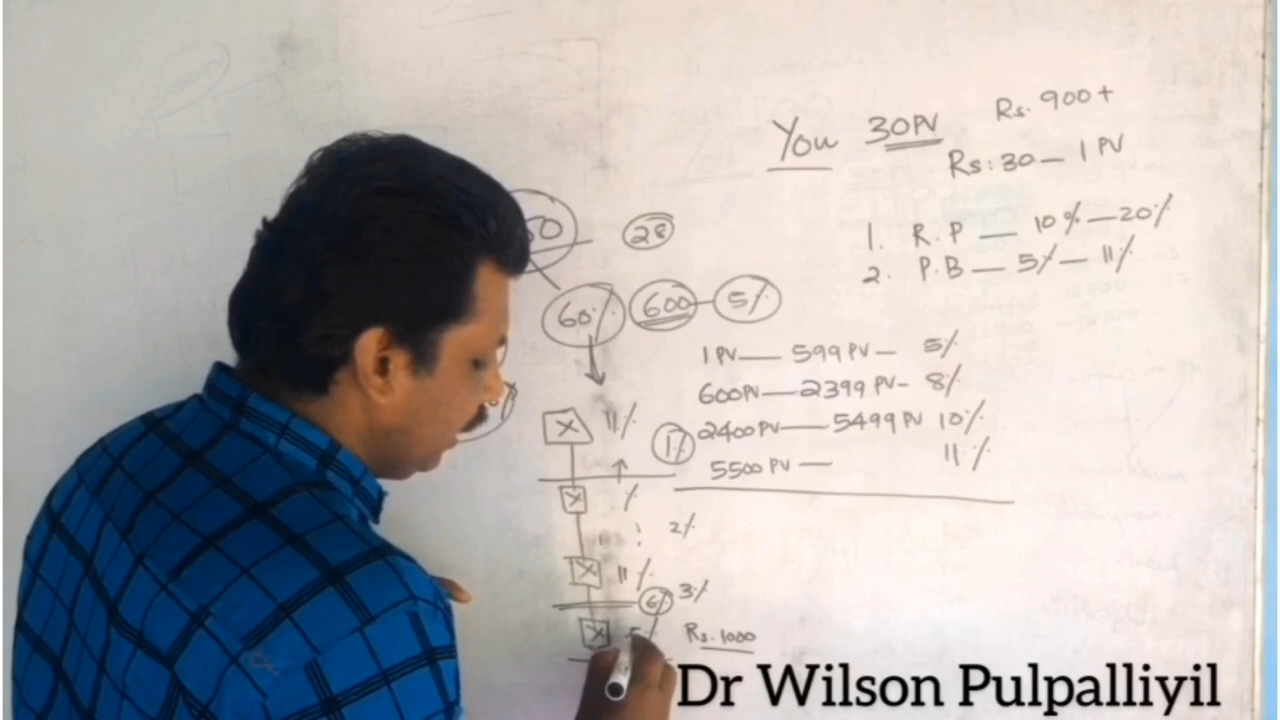 You 30PV Rs. 900+
Rs: 30 — 1 PV
1. R.P — 10% — 20%
2. P.B — 5% — 11%
28
60% 600 — 5%
1 PV — 599 PV — 5%
600PV — 2399 PV - 8%
2400PV — 5499 PV 10%
5500 PV — 11%
X 11% 1%
X %
2%
X 11%
6% 3%
X Rs. 1000
Dr Wilson Pulpalliyil